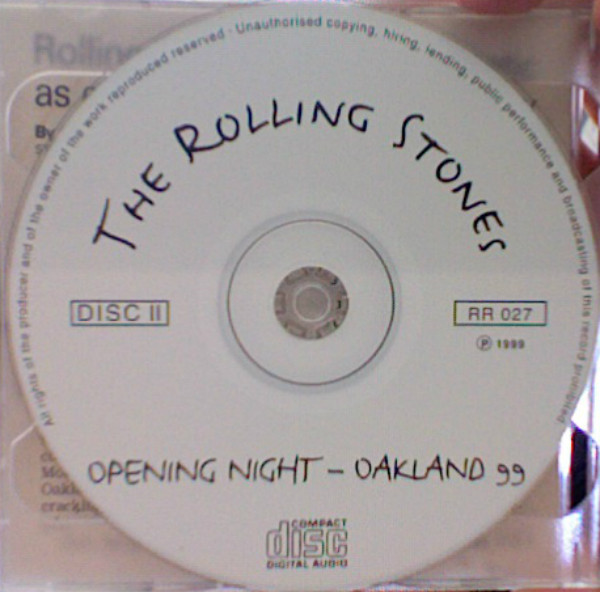 Rolling
as
By
All rights of the producer and of the owner of the work reproduced reserved - Unauthorised copying, hiring, lending, public performance and broadcasting of this record prohibited
THE ROLLING STONES
DISC II
RR 027
℗ 1999
OPENING NIGHT – OAKLAND 99
COMPACT
disc
DIGITAL AUDIO